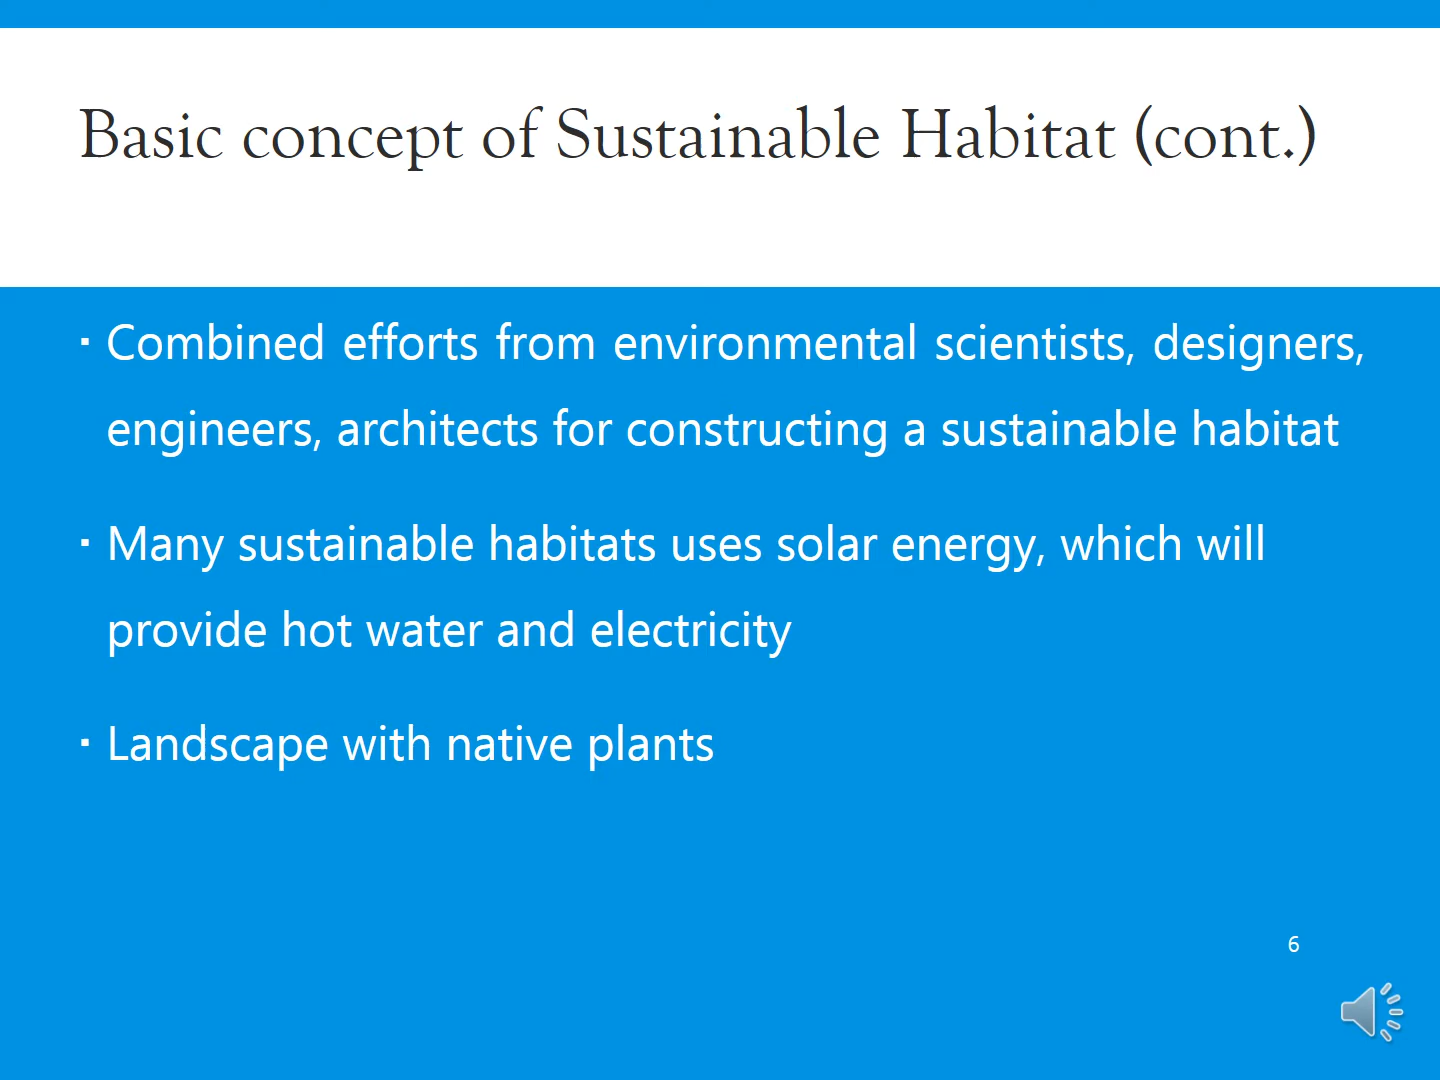 Basic concept of Sustainable Habitat (cont.)
▪ Combined efforts from environmental scientists, designers,
engineers, architects for constructing a sustainable habitat
▪ Many sustainable habitats uses solar energy, which will
provide hot water and electricity
▪ Landscape with native plants
6